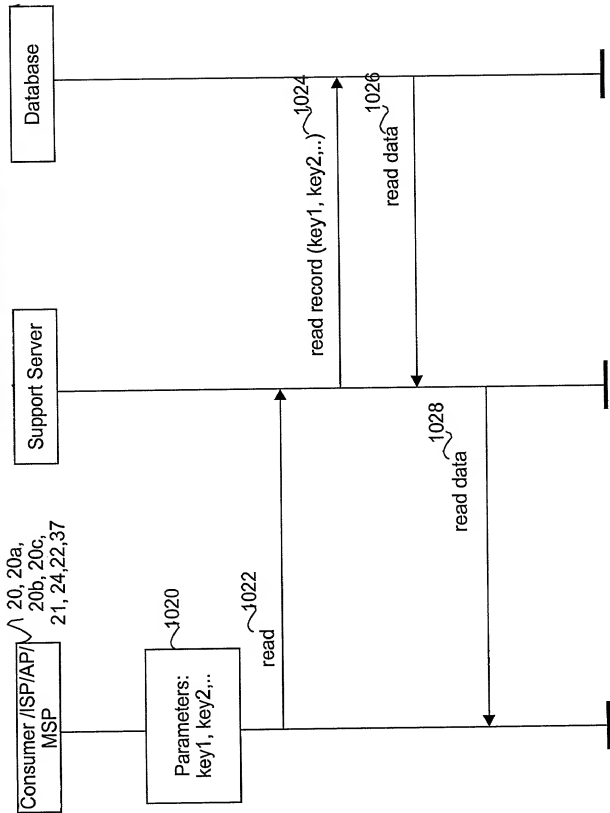 Consumer /ISP/AP/
MSP
20, 20a,
20b, 20c,
21, 24,22,37
Support Server
Database
Parameters:
key1, key2,..
1020
1022
read
read record (key1, key2,..)
1024
1026
read data
1028
read data